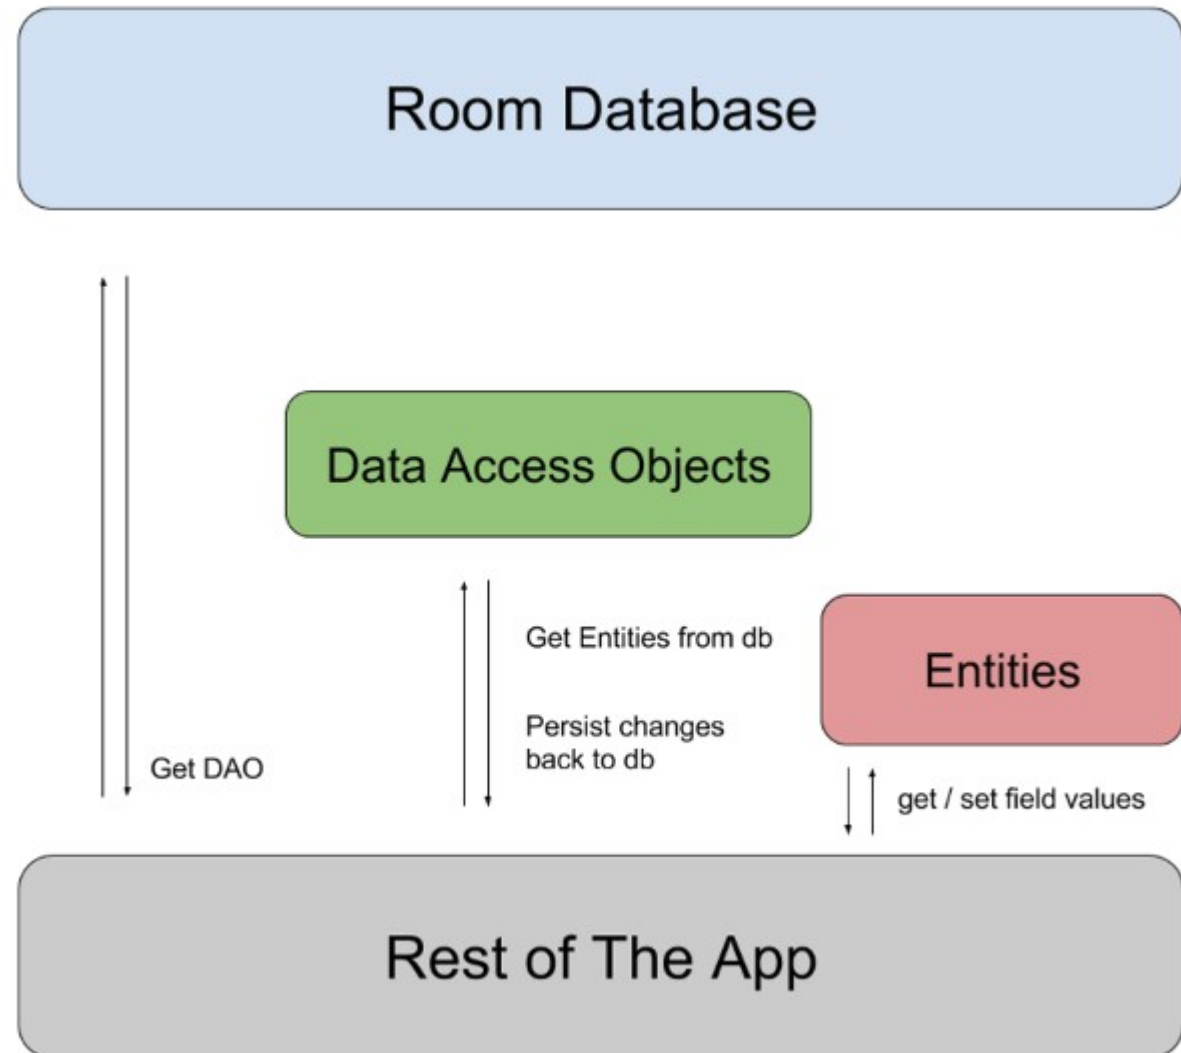 Room Database
Data Access Objects
Get Entities from db
Entities
Persist changes
back to db
Get DAO
get / set field values
Rest of The App